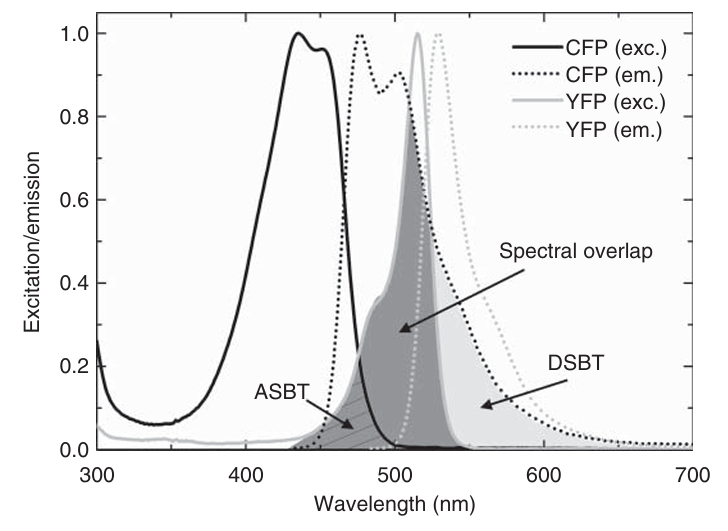 1.0
0.8
0.6
0.4
0.2
0.0
Excitation/emission
CFP (exc.)
CFP (em.)
YFP (exc.)
YFP (em.)
Spectral overlap
DSBT
ASBT
300 400 500 600 700
Wavelength (nm)